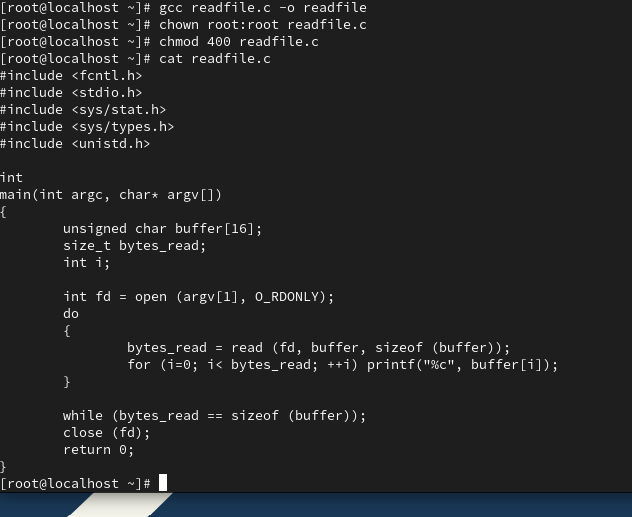 [root@localhost ~]# gcc readfile.c -o readfile
[root@localhost ~]# chown root:root readfile.c
[root@localhost ~]# chmod 400 readfile.c
[root@localhost ~]# cat readfile.c
#include <fcntl.h>
#include <stdio.h>
#include <sys/stat.h>
#include <sys/types.h>
#include <unistd.h>

int
main(int argc, char* argv[])
{
        unsigned char buffer[16];
        size_t bytes_read;
        int i;

        int fd = open (argv[1], O_RDONLY);
        do
        {
                bytes_read = read (fd, buffer, sizeof (buffer));
                for (i=0; i< bytes_read; ++i) printf("%c", buffer[i]);
        }

        while (bytes_read == sizeof (buffer));
        close (fd);
        return 0;
}
[root@localhost ~]#